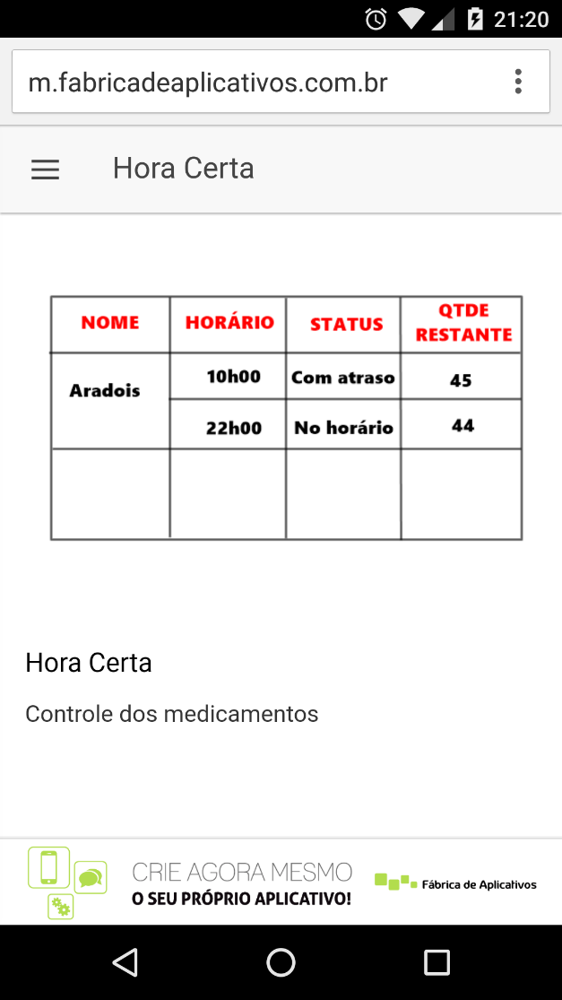 21:20
m.fabricadeaplicativos.com.br
Hora Certa
NOME HORÁRIO STATUS QTDE RESTANTE
Aradois 10h00 Com atraso 45
22h00 No horário 44
Hora Certa
Controle dos medicamentos
CRIE AGORA MESMO
O SEU PRÓPRIO APLICATIVO!
Fábrica de Aplicativos